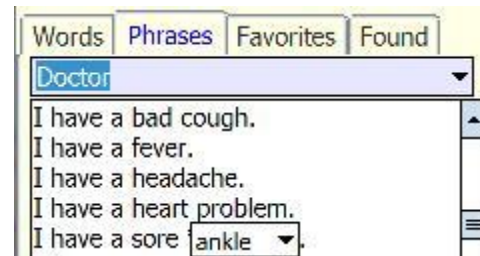 Words Phrases Favorites Found
Doctor
I have a bad cough.
I have a fever.
I have a headache.
I have a heart problem.
I have a sore ankle.